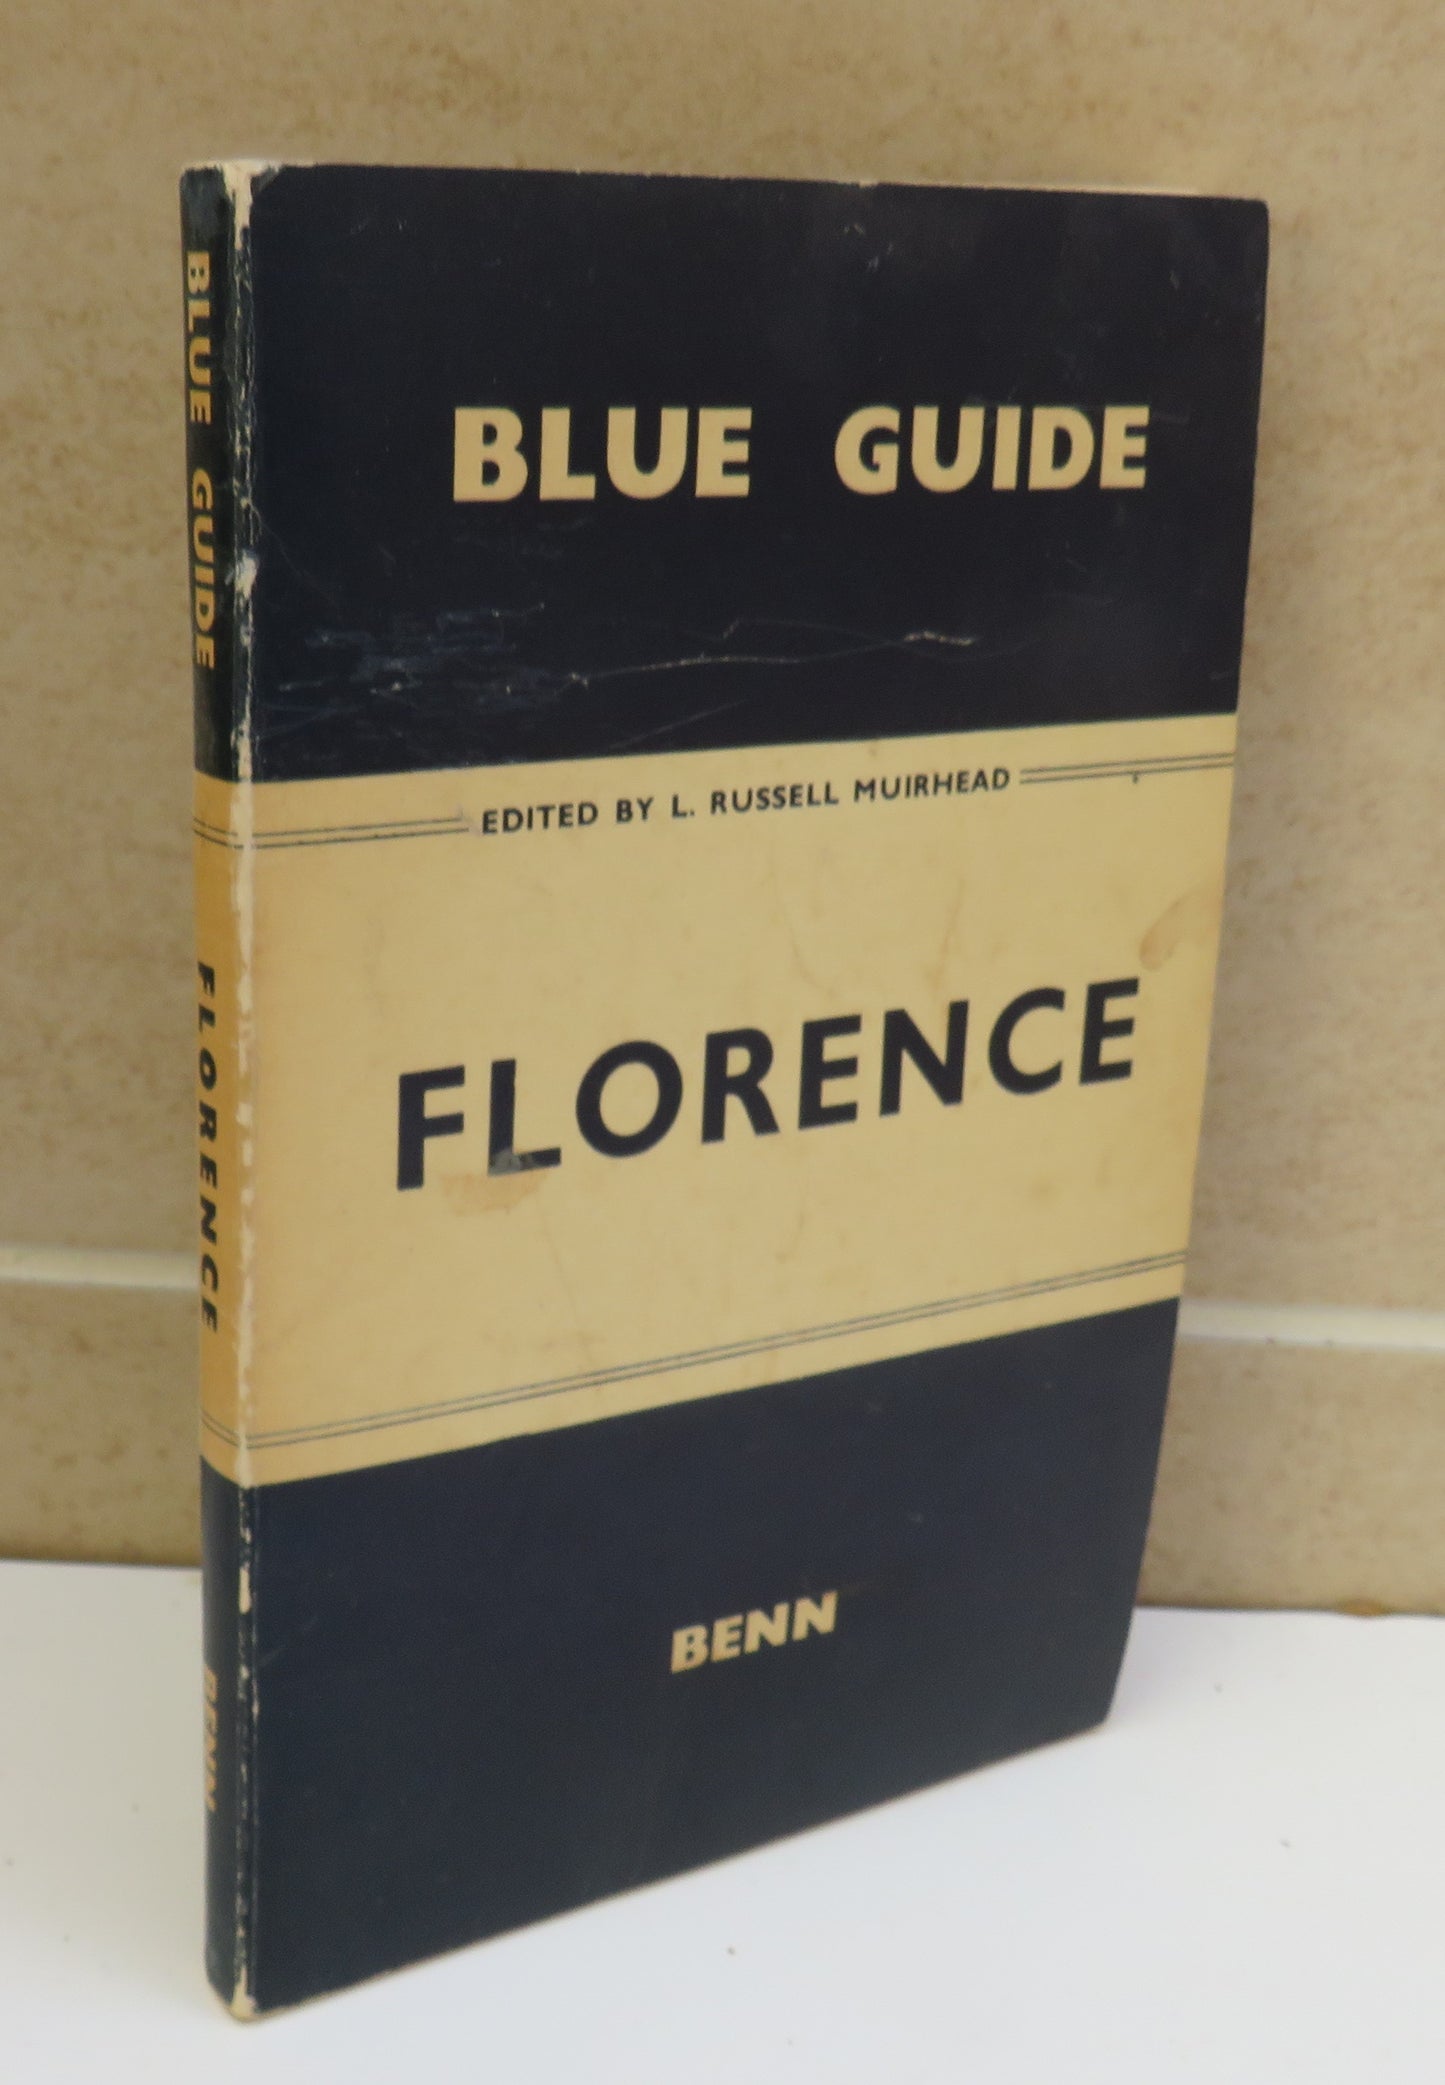 BLUE GUIDE
FLORENCE
BENN
BLUE GUIDE
EDITED BY L. RUSSELL MUIRHEAD
FLORENCE
BENN